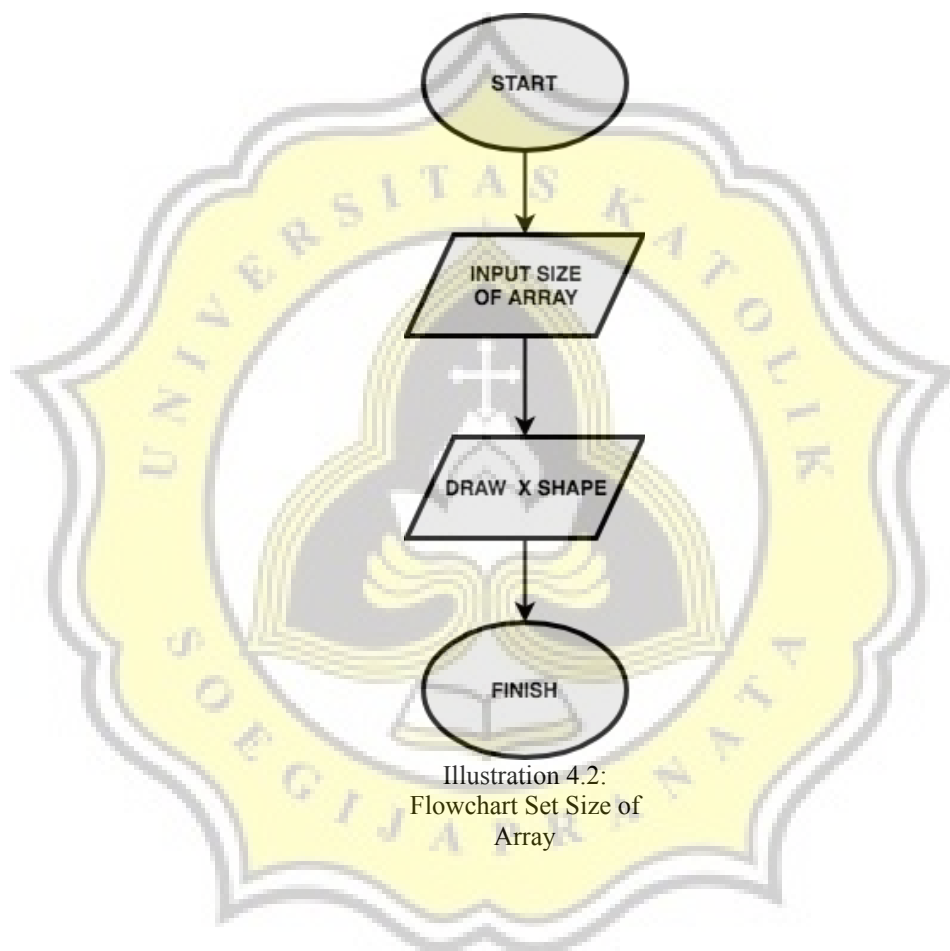 START
INPUT SIZE
OF ARRAY
DRAW X SHAPE
FINISH
Illustration 4.2:
Flowchart Set Size of
Array
UNIVERSITAS KATOLIK
SOEGIJAPRANATA